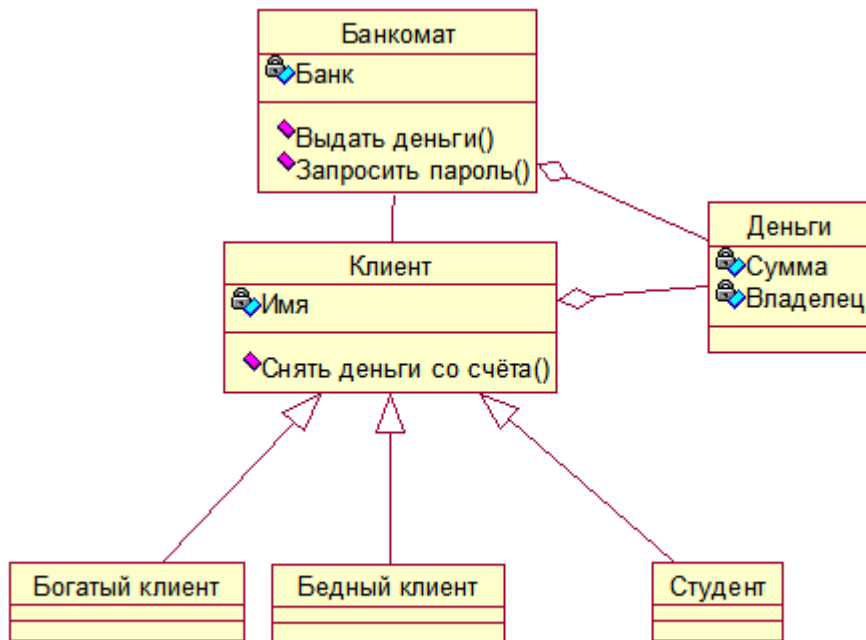 Банкомат
Банк
Выдать деньги()
Запросить пароль()
Деньги
Сумма
Владелец
Клиент
Имя
Снять деньги со счёта()
Богатый клиент
Бедный клиент
Студент